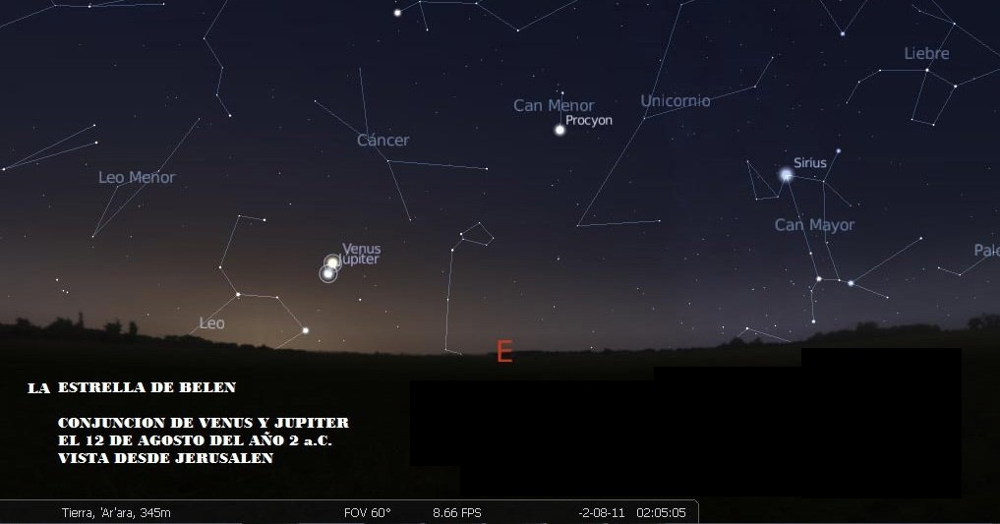 Liebre
Can Menor
Procyon
Unicornio
Cáncer
Leo Menor
Sirius
Can Mayor
Venus
Jupiter
Leo
E
LA ESTRELLA DE BELEN
CONJUNCION DE VENUS Y JUPITER
EL 12 DE AGOSTO DEL AÑO 2 a.C.
VISTA DESDE JERUSALEN
Tierra, 'Ar'ara, 345m FOV 60° 8.66 FPS -2-08-11 02:05:05